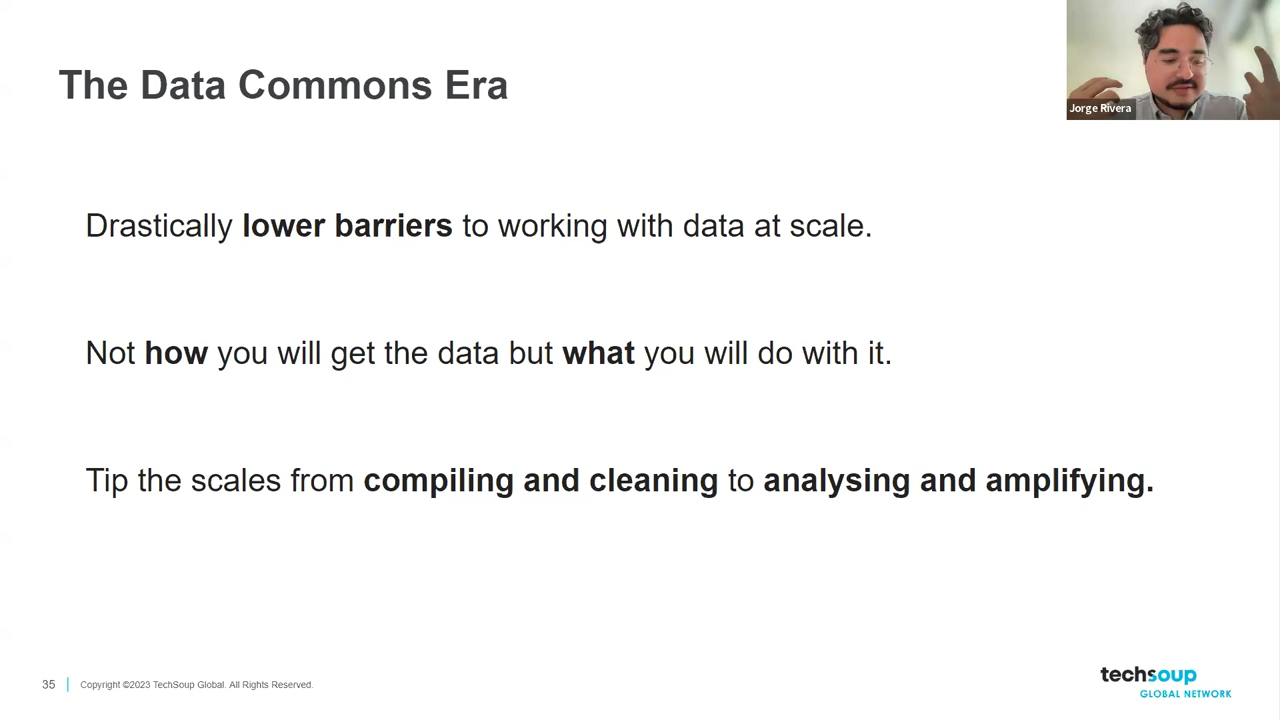 The Data Commons Era
Jorge Rivera
Drastically lower barriers to working with data at scale.
Not how you will get the data but what you will do with it.
Tip the scales from compiling and cleaning to analysing and amplifying.
35
Copyright ©2023 TechSoup Global. All Rights Reserved.
techsoup
GLOBAL NETWORK